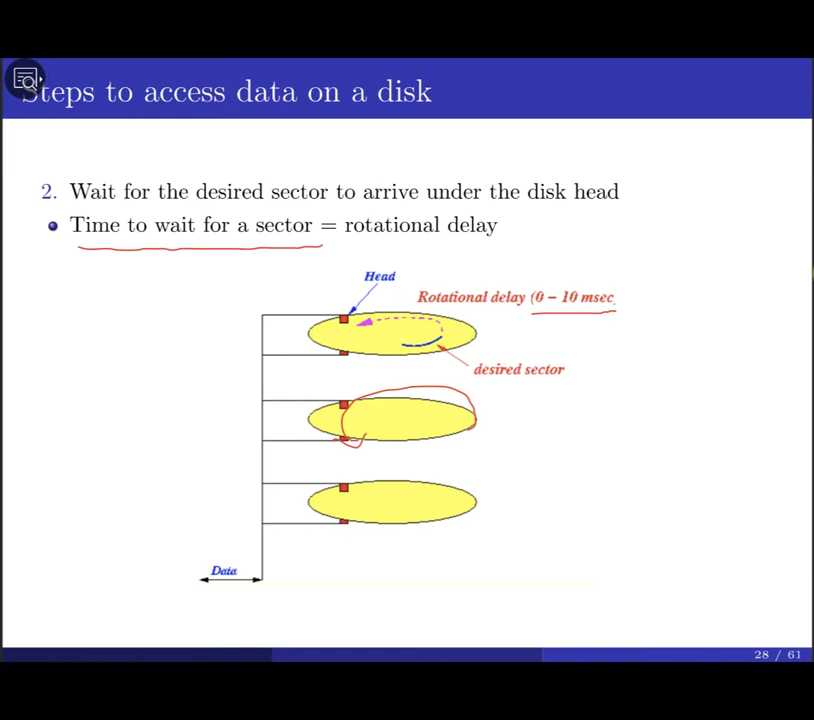 Steps to access data on a disk
2. Wait for the desired sector to arrive under the disk head
Time to wait for a sector = rotational delay
Head
Rotational delay (0 – 10 msec
desired sector
Data
28 / 61